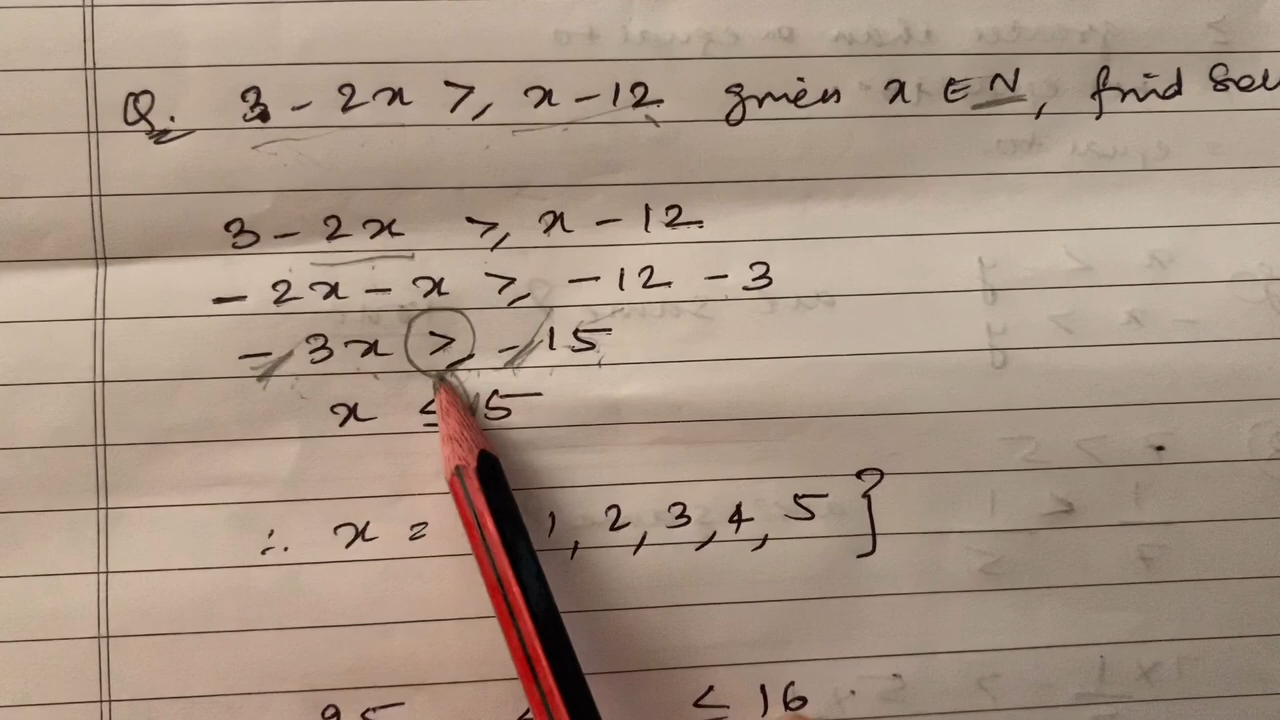 Q. 3 - 2x ≥ x - 12 given x ∈ N, find
3 - 2x ≥ x - 12
- 2x - x ≥ - 12 - 3
- 3x ≥ - 15
x ≤ 5
∴ x = 1, 2, 3, 4, 5 }
≤ 16